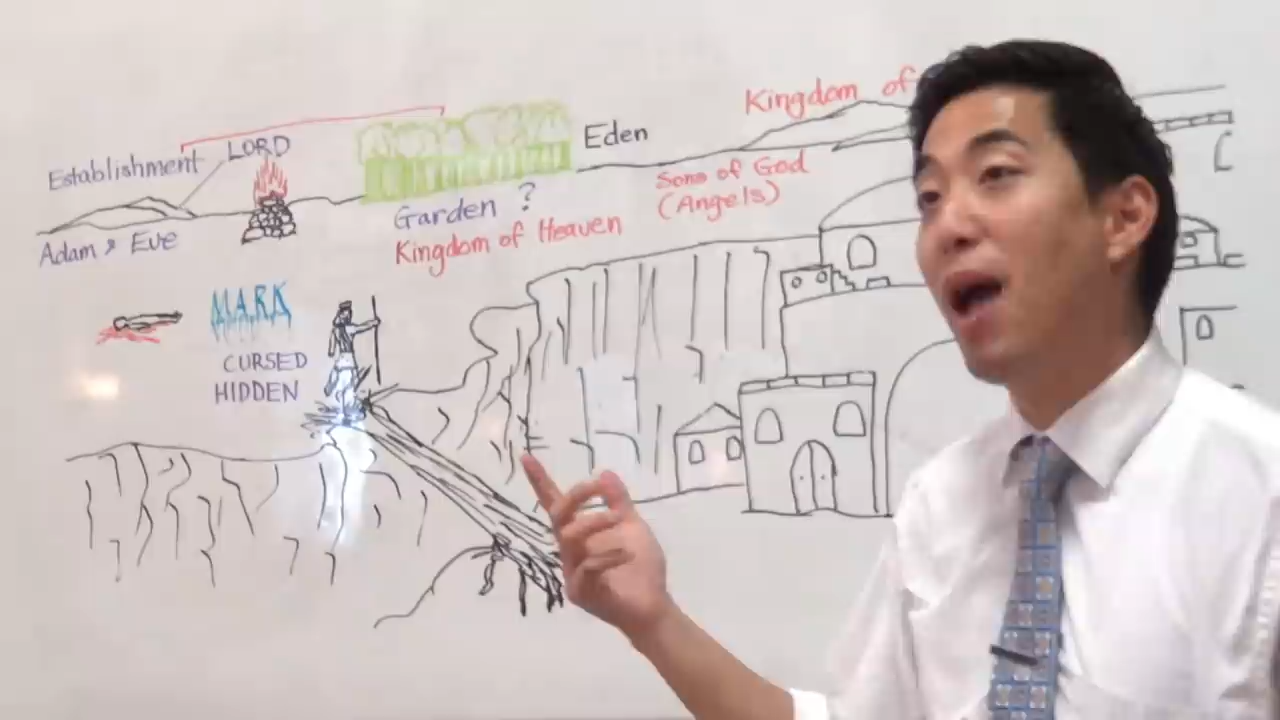 Kingdom of
Establishment
LORD
Eden
Adam & Eve
Garden ?
Kingdom of Heaven
Sons of God
(Angels)
MARK
CURSED
HIDDEN